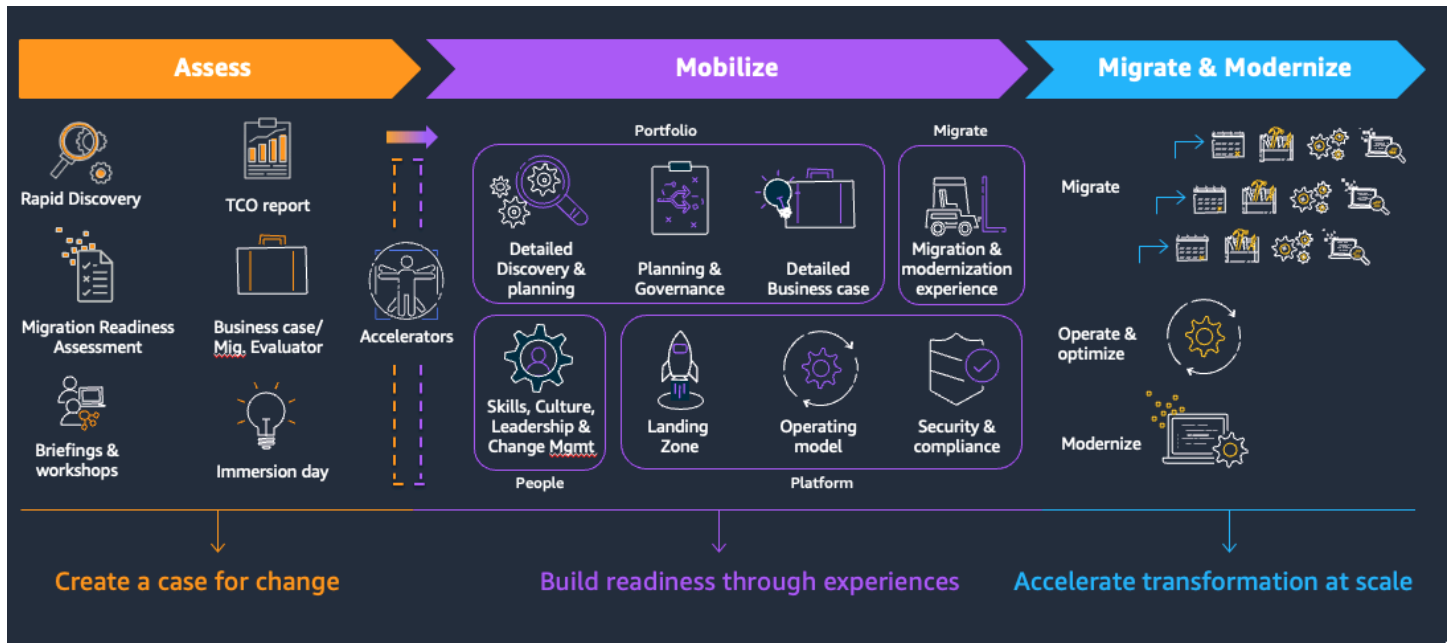 Assess
Mobilize
Migrate & Modernize
Rapid Discovery
TCO report
Migration Readiness
Assessment
Business case/
Mig. Evaluator
Briefings &
workshops
Immersion day
Accelerators
Portfolio
Migrate
Detailed
Discovery &
planning
Planning &
Governance
Detailed
Business case
Migration &
modernization
experience
Skills, Culture,
Leadership &
Change Mgmt
Landing
Zone
Operating
model
Security &
compliance
People
Platform
Migrate
Operate &
optimize
Modernize
Create a case for change
Build readiness through experiences
Accelerate transformation at scale